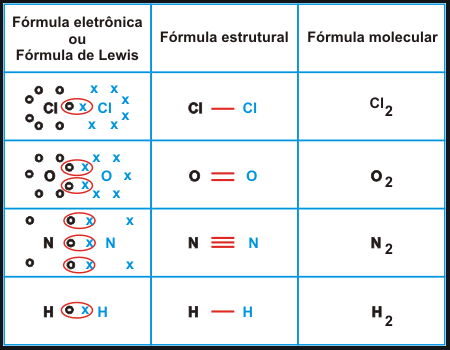 Fórmula eletrônica
ou
Fórmula de Lewis
Fórmula estrutural
Fórmula molecular
Cl x Cl
x x x x x x
Cl — Cl
Cl2
O x x O
x x x x
O = O
O2
N x x x N
x x
N ≡ N
N2
H x H
H — H
H2